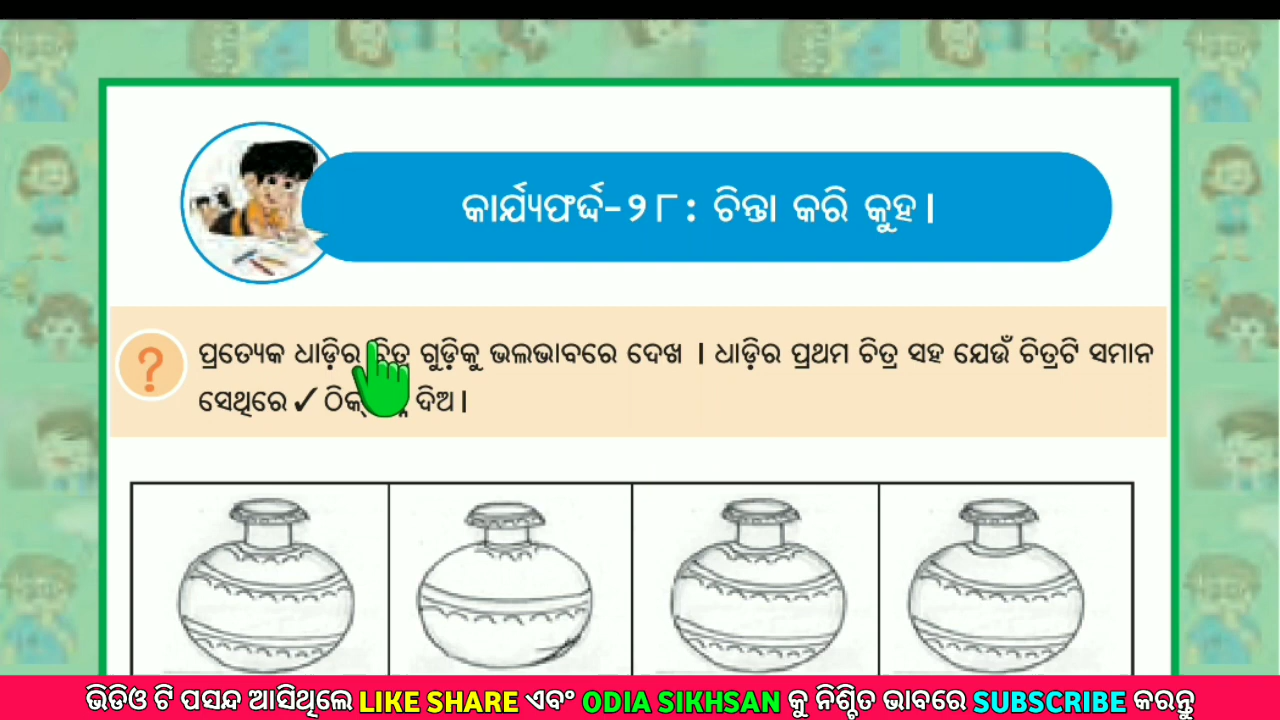 କାର୍ଯ୍ୟଫର୍ଦ୍ଦ-୨୮: ଚିନ୍ତା କରି କୁହ।
?
ପ୍ରତ୍ୟେକ ଧାଡ଼ିର ଗୁଡ଼ିକୁ ଭଲଭାବରେ ଦେଖ । ଧାଡ଼ିର ପ୍ରଥମ ଚିତ୍ର ସହ ଯେଉଁ ଚିତ୍ରଟି ସମାନ
ସେଥିରେ ✓ ଠିକ୍ ଦିଅ।
ଭିଡିଓ ଟି ପସନ୍ଦ ଆସିଥିଲେ LIKE SHARE ଏବଂ ODIA SIKHSAN କୁ ନିଶ୍ଚିତ ଭାବରେ SUBSCRIBE କରନ୍ତୁ